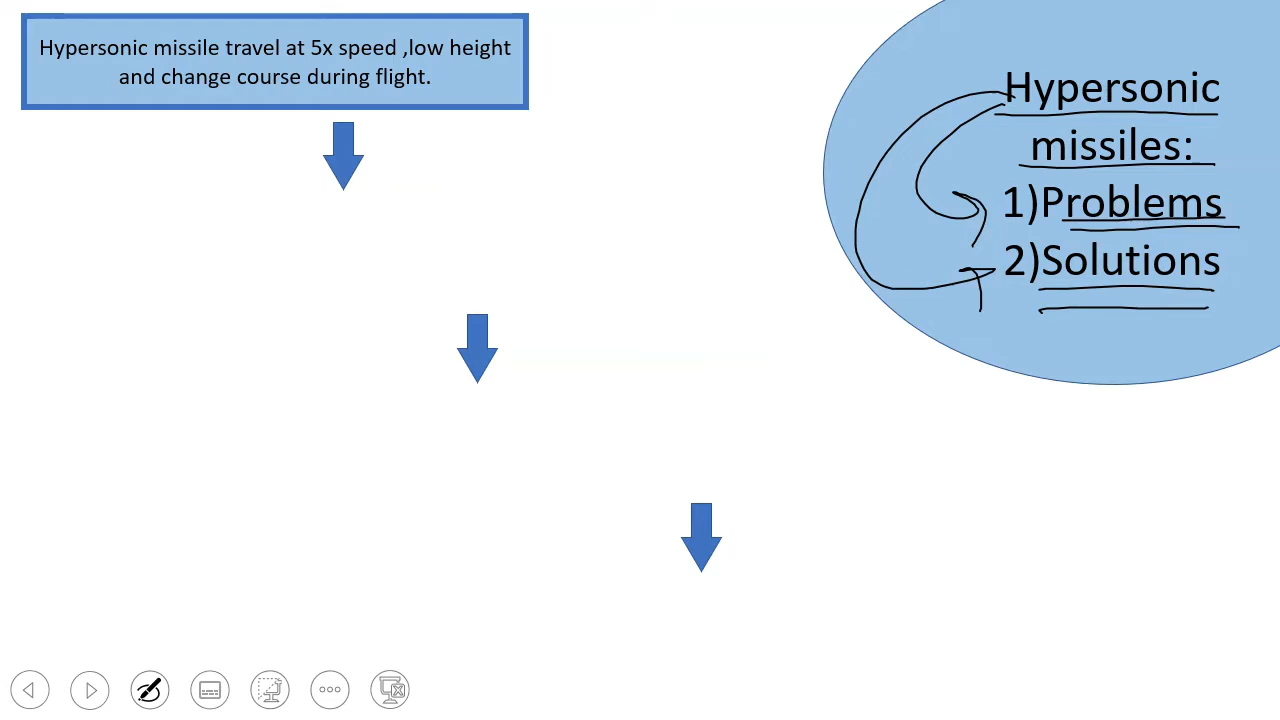 Hypersonic missile travel at 5x speed ,low height
and change course during flight.
Hypersonic
missiles:
1)Problems
2)Solutions